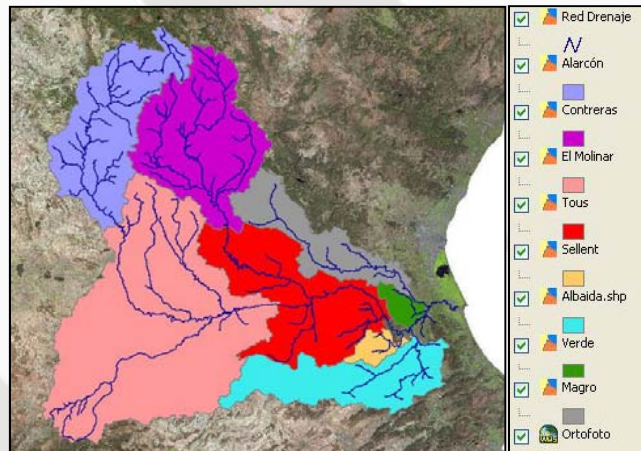 Red Drenaje
Alarcón
Contreras
El Molinar
Tous
Sellent
Albaida.shp
Verde
Magro
Ortofoto